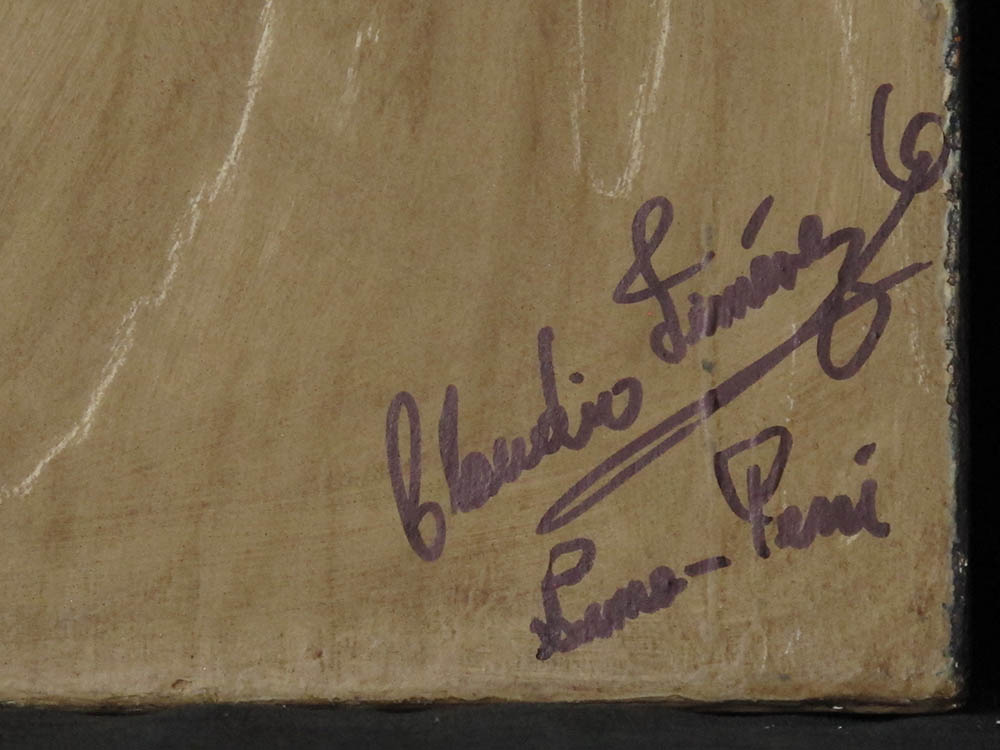 Claudio Jiménez Q
Lima - Perú